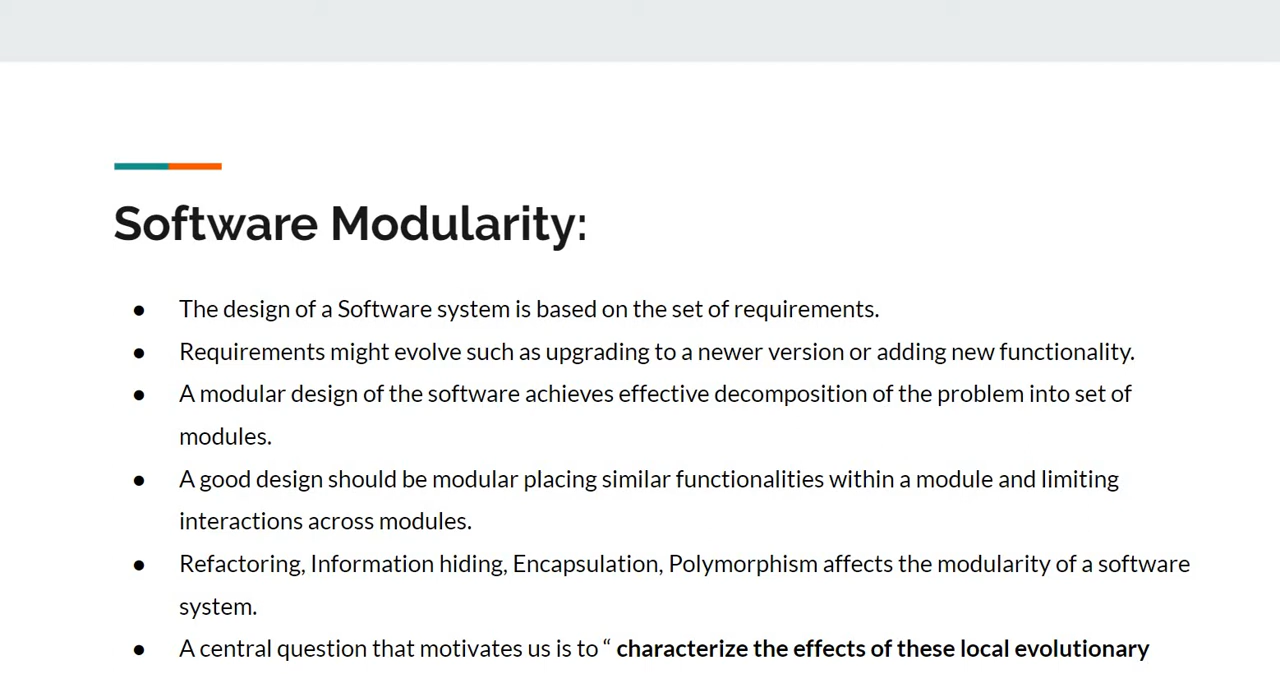 Software Modularity:
● The design of a Software system is based on the set of requirements.
● Requirements might evolve such as upgrading to a newer version or adding new functionality.
● A modular design of the software achieves effective decomposition of the problem into set of
modules.
● A good design should be modular placing similar functionalities within a module and limiting
interactions across modules.
● Refactoring, Information hiding, Encapsulation, Polymorphism affects the modularity of a software
system.
● A central question that motivates us is to “ characterize the effects of these local evolutionary